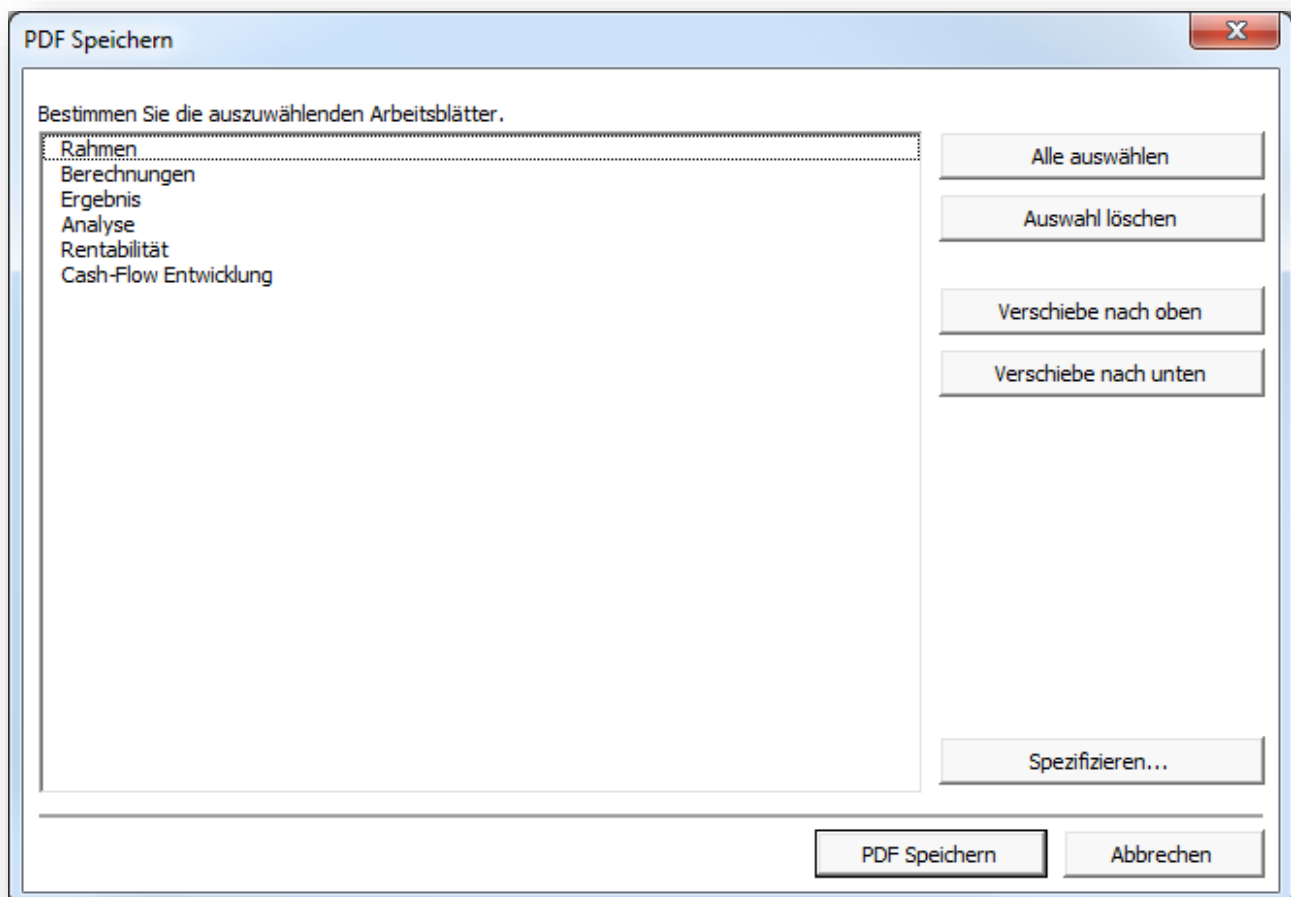 PDF Speichern
Bestimmen Sie die auszuwählenden Arbeitsblätter.
Rahmen
Berechnungen
Ergebnis
Analyse
Rentabilität
Cash-Flow Entwicklung
Alle auswählen
Auswahl löschen
Verschiebe nach oben
Verschiebe nach unten
Spezifizieren...
PDF Speichern
Abbrechen